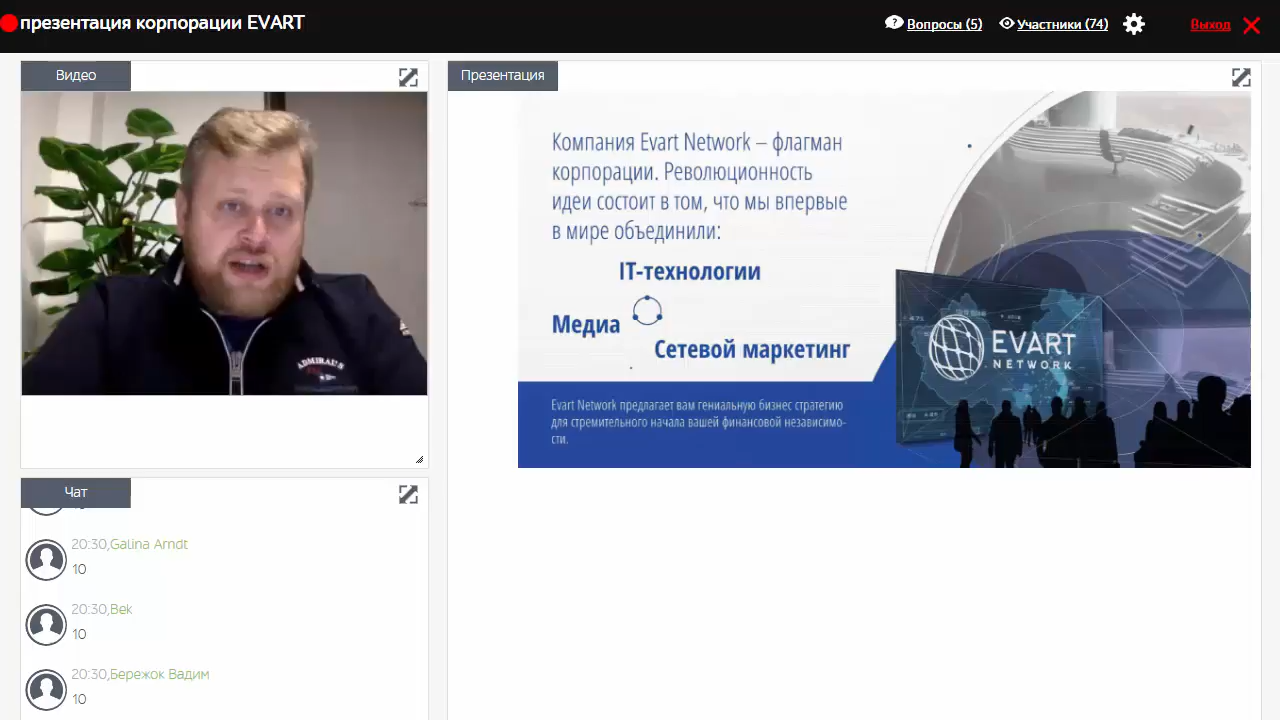 презентация корпорации EVART
Вопросы (5)
Участники (74)
Выход
Видео
ADMIRAL'S
Презентация
Компания Evart Network – флагман
корпорации. Революционность
идеи состоит в том, что мы впервые
в мире объединили:
IT-технологии
Медиа
Сетевой маркетинг
EVART
NETWORK
Evart Network предлагает вам гениальную бизнес стратегию
для стремительного начала вашей финансовой независимо-
сти.
Чат
20:30,Galina Arndt
10
20:30,Bek
10
20:30,Бережок Вадим
10